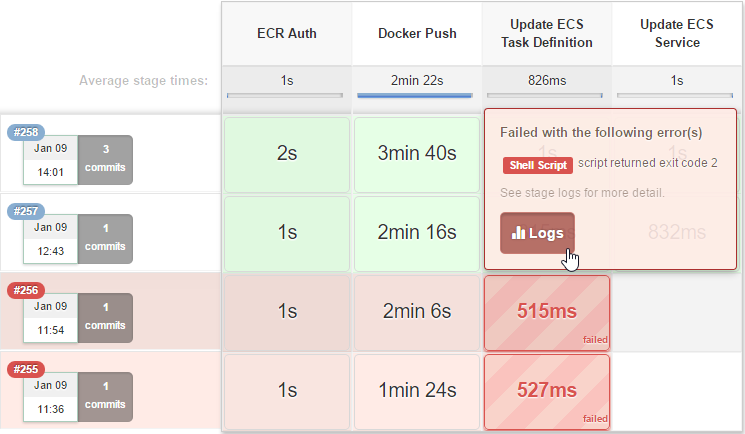 ECR Auth
Docker Push
Update ECS
Task Definition
Update ECS
Service
Average stage times:
1s
2min 22s
826ms
1s
#258
Jan 09
14:01
3
commits
2s
3min 40s
1s
1s
Failed with the following error(s)
Shell Script script returned exit code 2
See stage logs for more detail.
Logs
#257
Jan 09
12:43
1
commits
1s
2min 16s
832ms
#256
Jan 09
11:54
1
commits
1s
2min 6s
515ms
failed
#255
Jan 09
11:36
1
commits
1s
1min 24s
527ms
failed